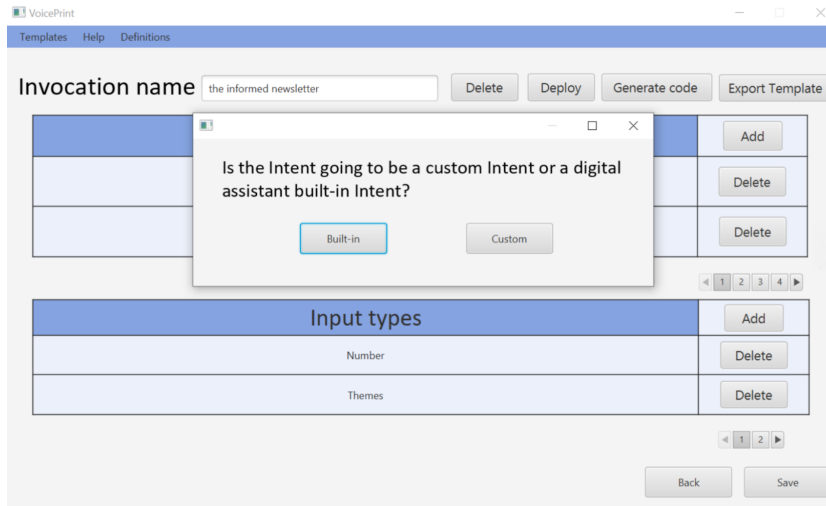 VoicePrint
Templates Help Definitions
Invocation name the informed newsletter Delete Deploy Generate code Export Template
Add
Is the Intent going to be a custom Intent or a digital
assistant built-in Intent?
Delete
Built-in Custom
Delete
1 2 3 4
Input types Add
Number Delete
Themes Delete
1 2
Back Save